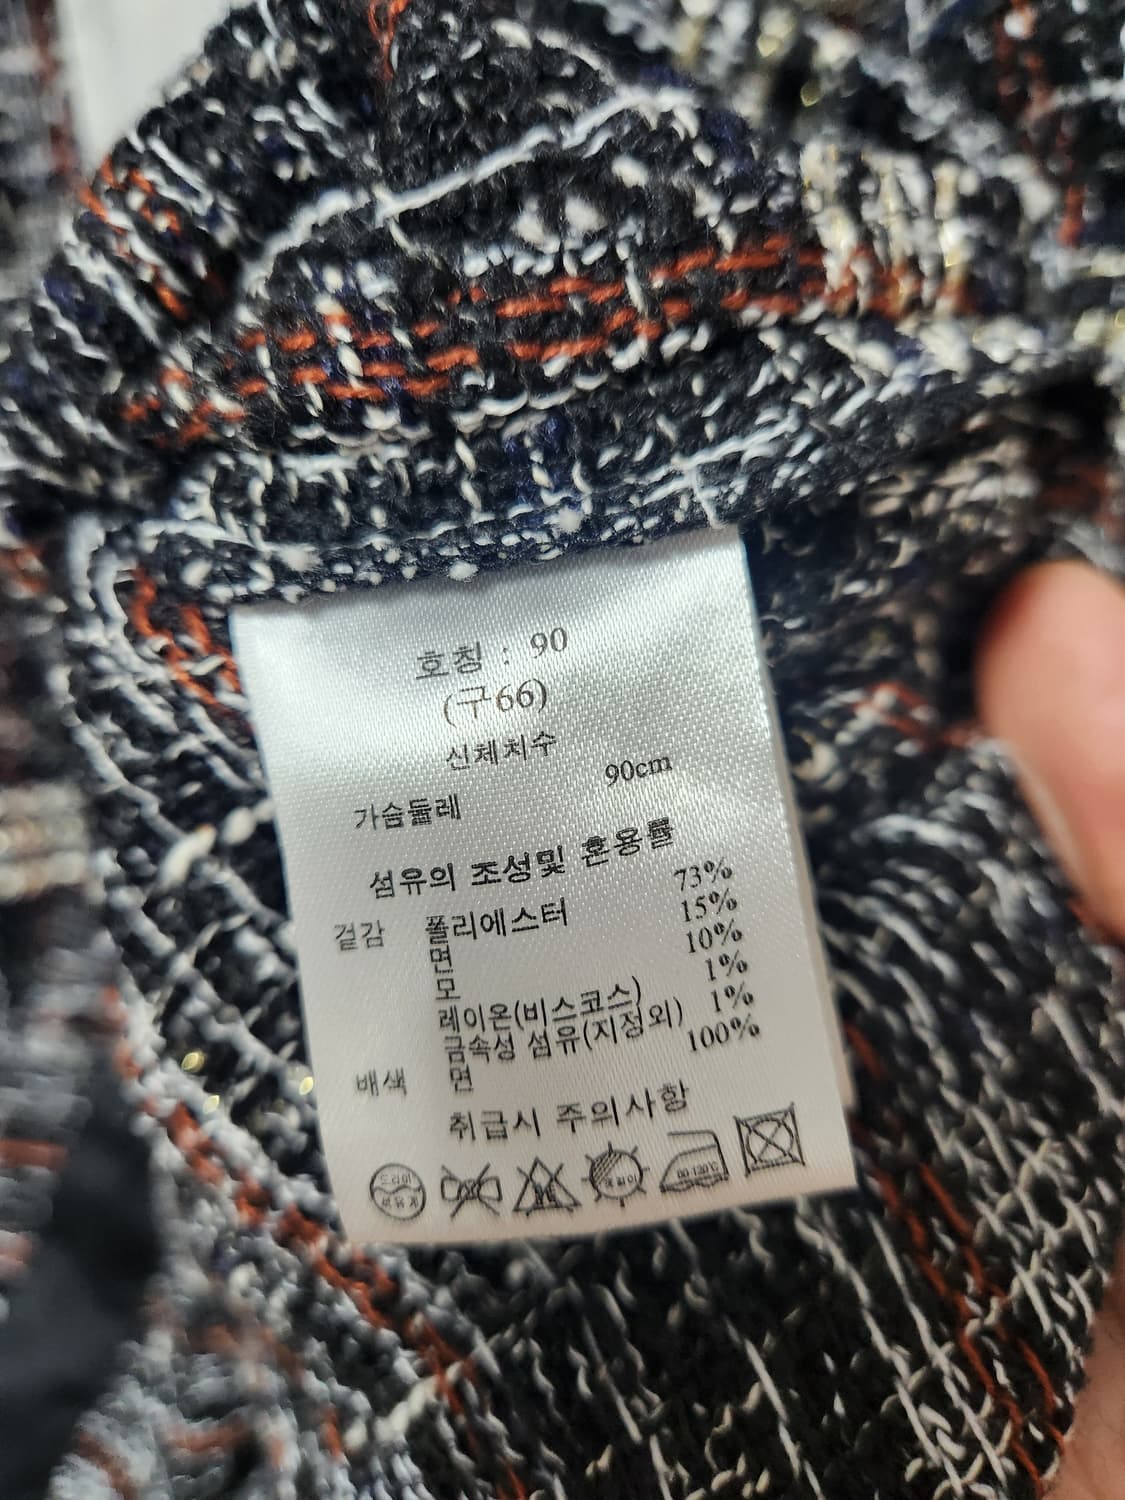 호칭 : 90
(구66)
신체치수
가슴둘레 90cm
섬유의 조성및 혼용률
겉감 폴리에스터 73%
면 15%
모 10%
레이온(비스코스) 1%
금속성 섬유(지정외) 1%
배색 면 100%
취급시 주의사항
드라이